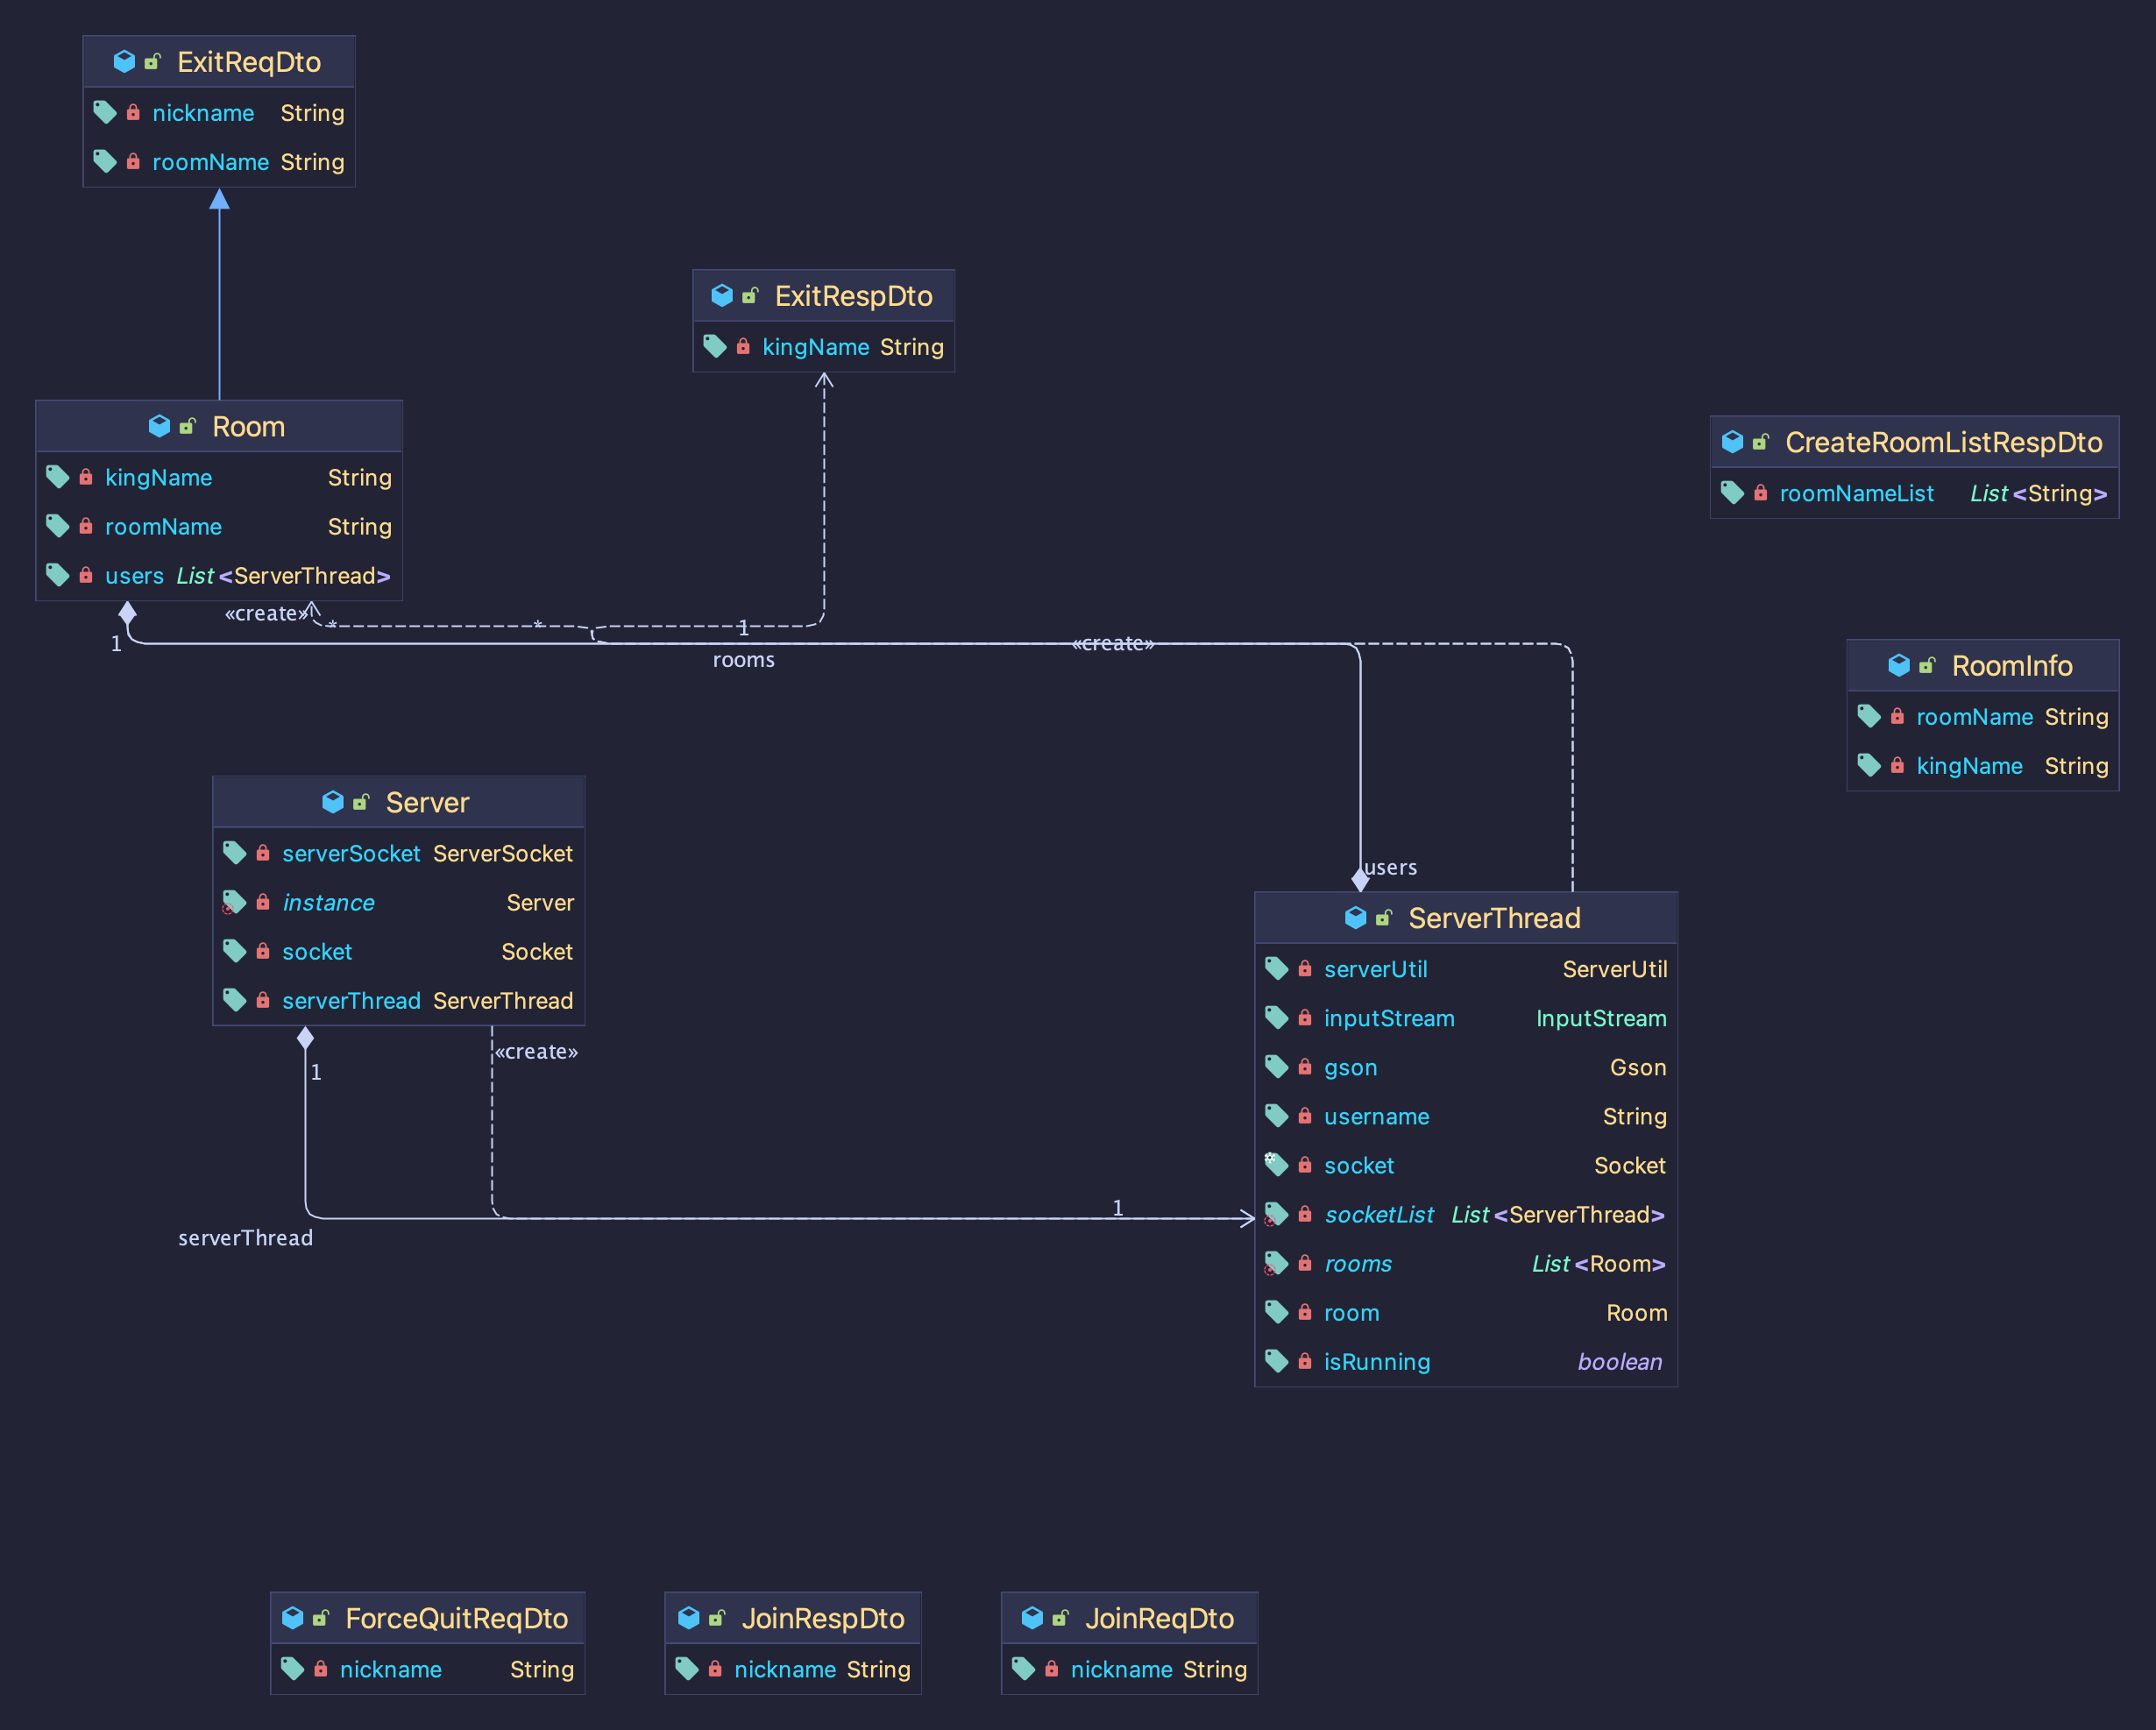 ExitReqDto
nickname String
roomName String
ExitRespDto
kingName String
Room
kingName String
roomName String
users List<ServerThread>
CreateRoomListRespDto
roomNameList List<String>
«create»
*
*
1
1
«create»
rooms
RoomInfo
roomName String
kingName String
Server
serverSocket ServerSocket
instance Server
socket Socket
serverThread ServerThread
«create»
1
1
serverThread
users
ServerThread
serverUtil ServerUtil
inputStream InputStream
gson Gson
username String
socket Socket
socketList List<ServerThread>
rooms List<Room>
room Room
isRunning boolean
ForceQuitReqDto
nickname String
JoinRespDto
nickname String
JoinReqDto
nickname String